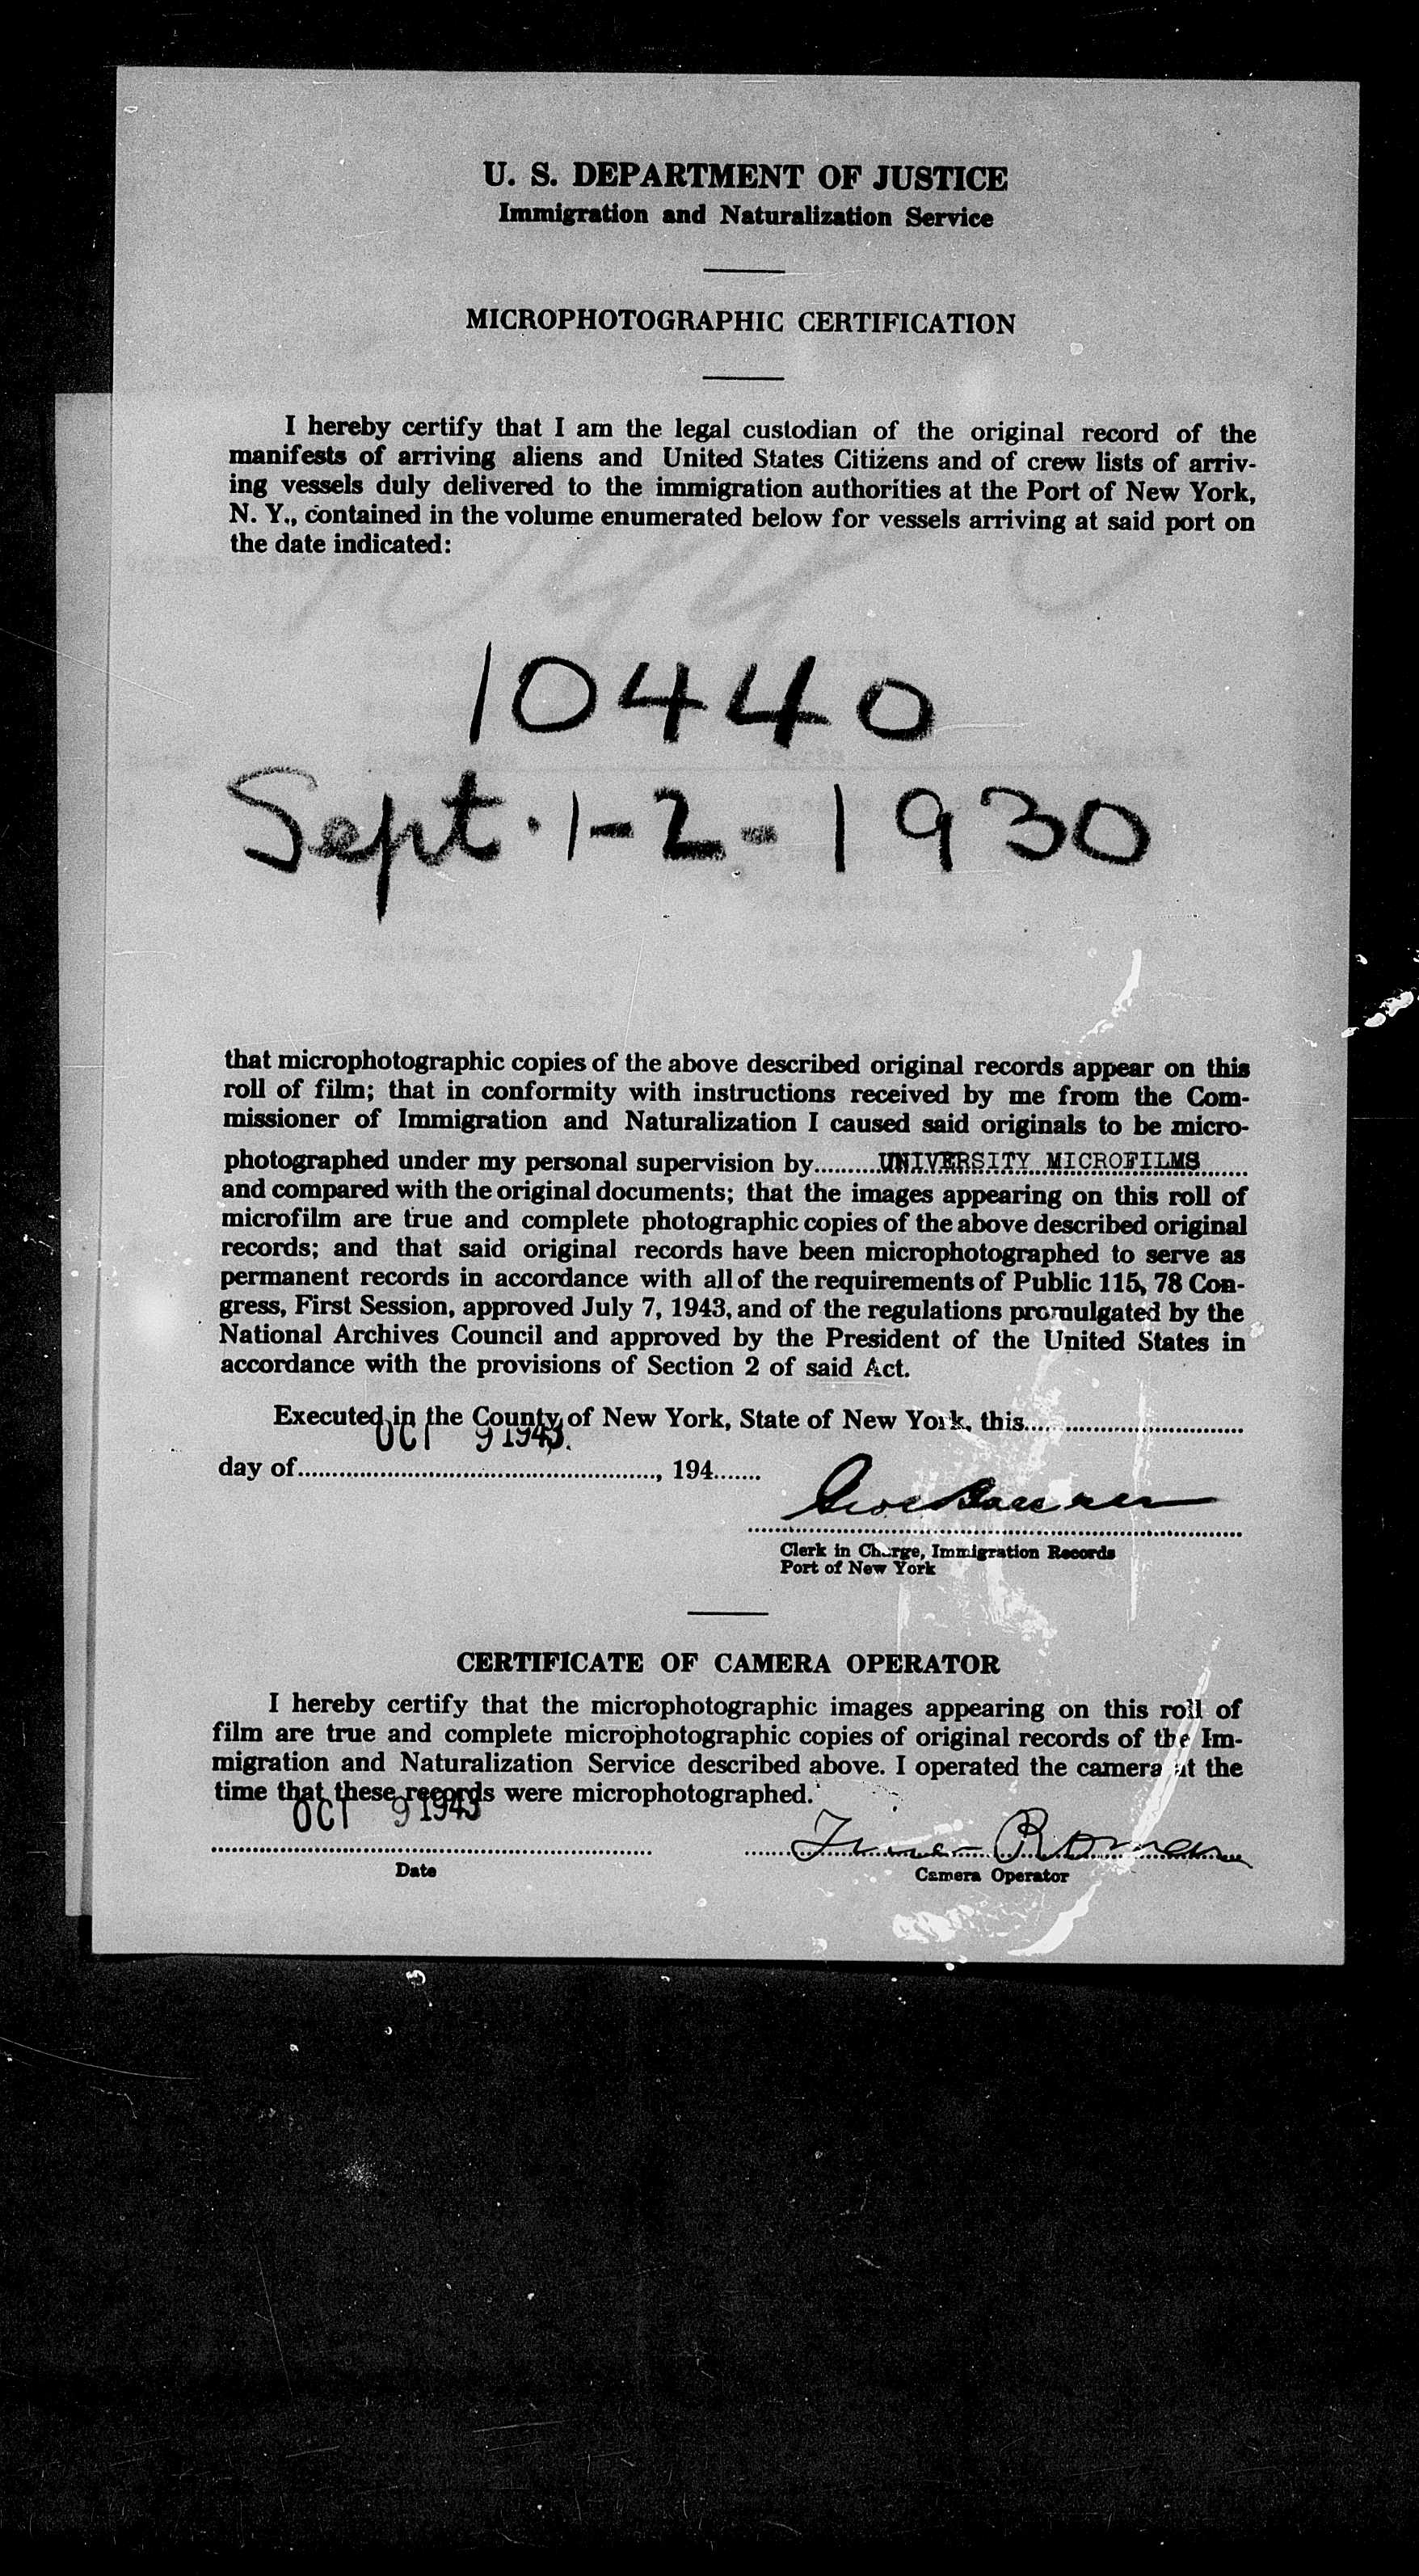 U. S. DEPARTMENT OF JUSTICE
Immigration and Naturalization Service
MICROPHOTOGRAPHIC CERTIFICATION
I hereby certify that I am the legal custodian of the original record of the
manifests of arriving aliens and United States Citizens and of crew lists of arriv-
ing vessels duly delivered to the immigration authorities at the Port of New York,
N. Y., contained in the volume enumerated below for vessels arriving at said port on
the date indicated:
10440
Sept. 1-2-1930
that microphotographic copies of the above described original records appear on this
roll of film; that in conformity with instructions received by me from the Com-
missioner of Immigration and Naturalization I caused said originals to be micro-
photographed under my personal supervision by..........UNIVERSITY MICROFILMS......
and compared with the original documents; that the images appearing on this roll of
microfilm are true and complete photographic copies of the above described original
records; and that said original records have been microphotographed to serve as
permanent records in accordance with all of the requirements of Public 115, 78 Con-
gress, First Session, approved July 7, 1943, and of the regulations promulgated by the
National Archives Council and approved by the President of the United States in
accordance with the provisions of Section 2 of said Act.
Executed in the County of New York, State of New York, this..............................
OCT 9 1943.
day of......................................................, 194.......
Clerk in Charge, Immigration Records
Port of New York
CERTIFICATE OF CAMERA OPERATOR
I hereby certify that the microphotographic images appearing on this roll of
film are true and complete microphotographic copies of original records of the Im-
migration and Naturalization Service described above. I operated the camera at the
time that these records were microphotographed.
OCT 9 1943
Date
Camera Operator